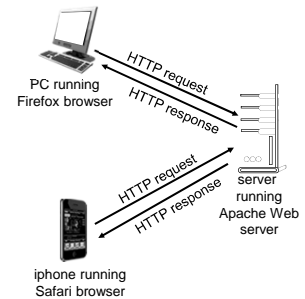 HTTP request
HTTP response
PC running
Firefox browser
HTTP request
HTTP response
server
running
Apache Web
server
iphone running
Safari browser